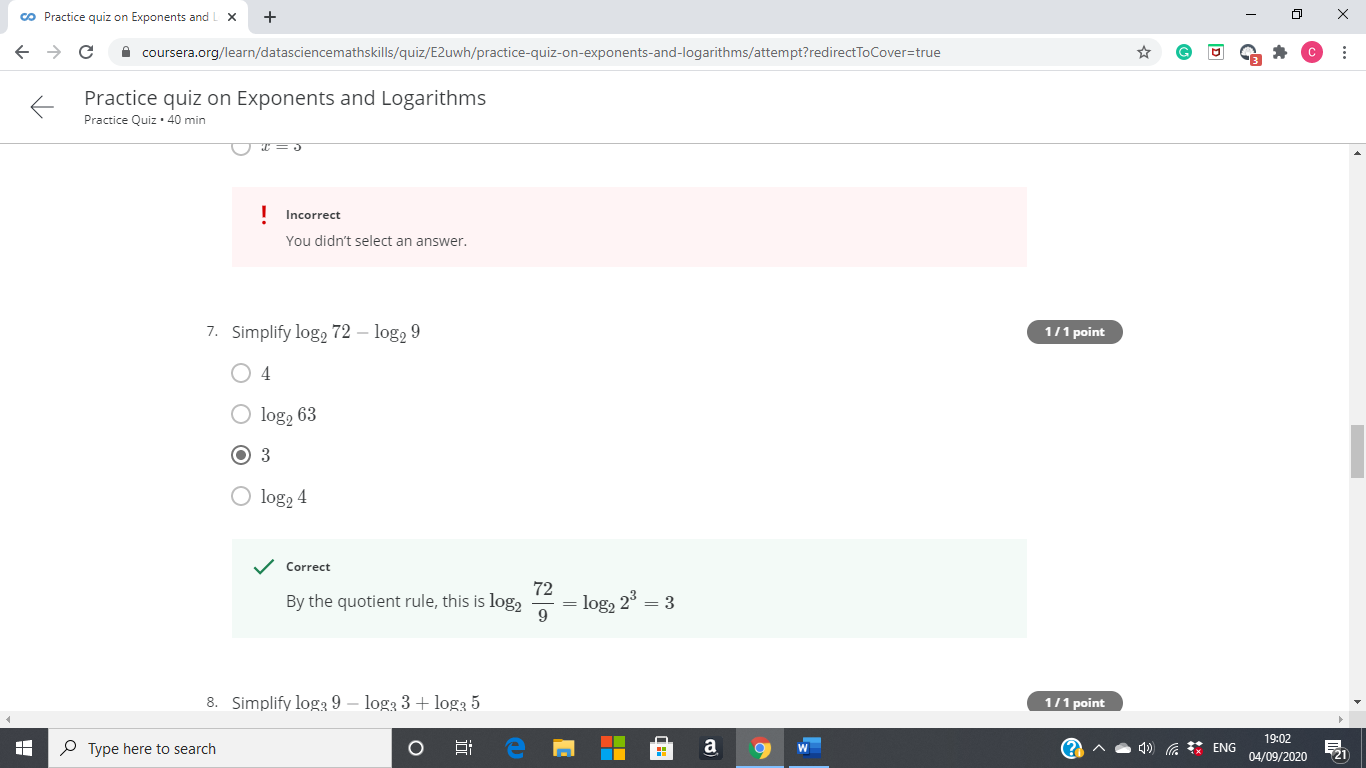 Practice quiz on Exponents and L
coursera.org/learn/datasciencemathskills/quiz/E2uwh/practice-quiz-on-exponents-and-logarithms/attempt?redirectToCover=true
G
3
C
Practice quiz on Exponents and Logarithms
Practice Quiz • 40 min
x = 3
! Incorrect
You didn't select an answer.
7. Simplify log₂ 72 − log₂ 9
1 / 1 point
4
log₂ 63
3
log₂ 4
Correct
By the quotient rule, this is log₂ 72/9 = log₂ 2³ = 3
8. Simplify log₃ 9 − log₃ 3 + log₃ 5
1 / 1 point
Type here to search
a
W
?
ENG
19:02
04/09/2020
21